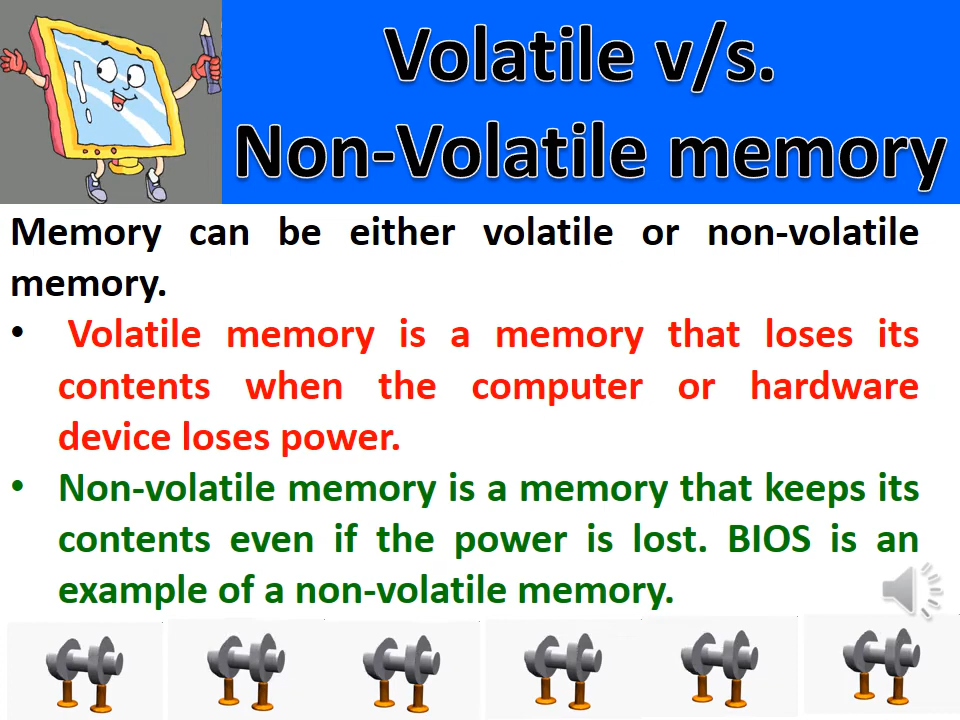 Volatile v/s.
Non-Volatile memory
Memory can be either volatile or non-volatile
memory.
• Volatile memory is a memory that loses its
contents when the computer or hardware
device loses power.
• Non-volatile memory is a memory that keeps its
contents even if the power is lost. BIOS is an
example of a non-volatile memory.